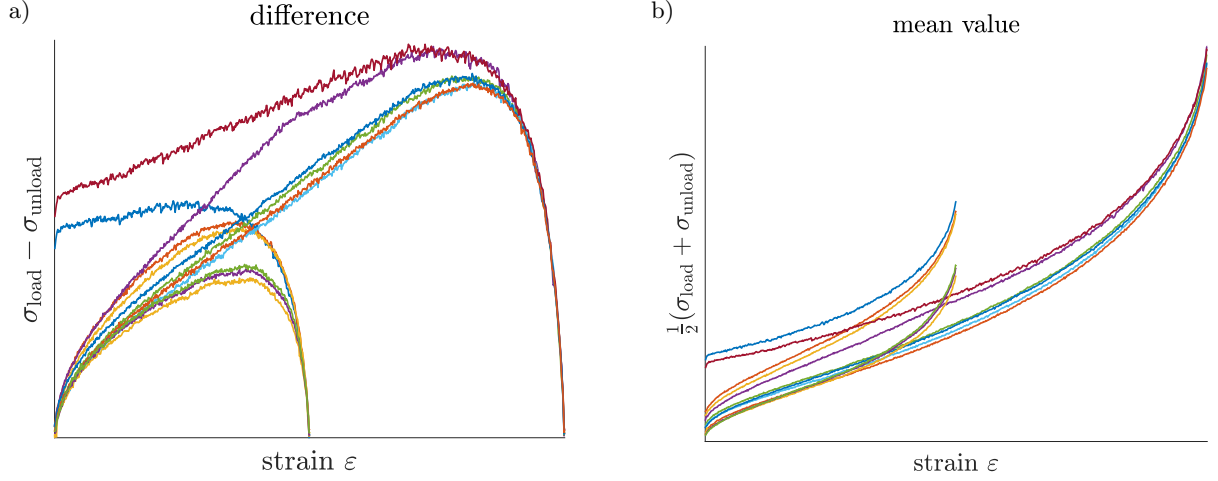 a)
difference
σload − σunload
strain ε
b)
mean value
½(σload + σunload)
strain ε